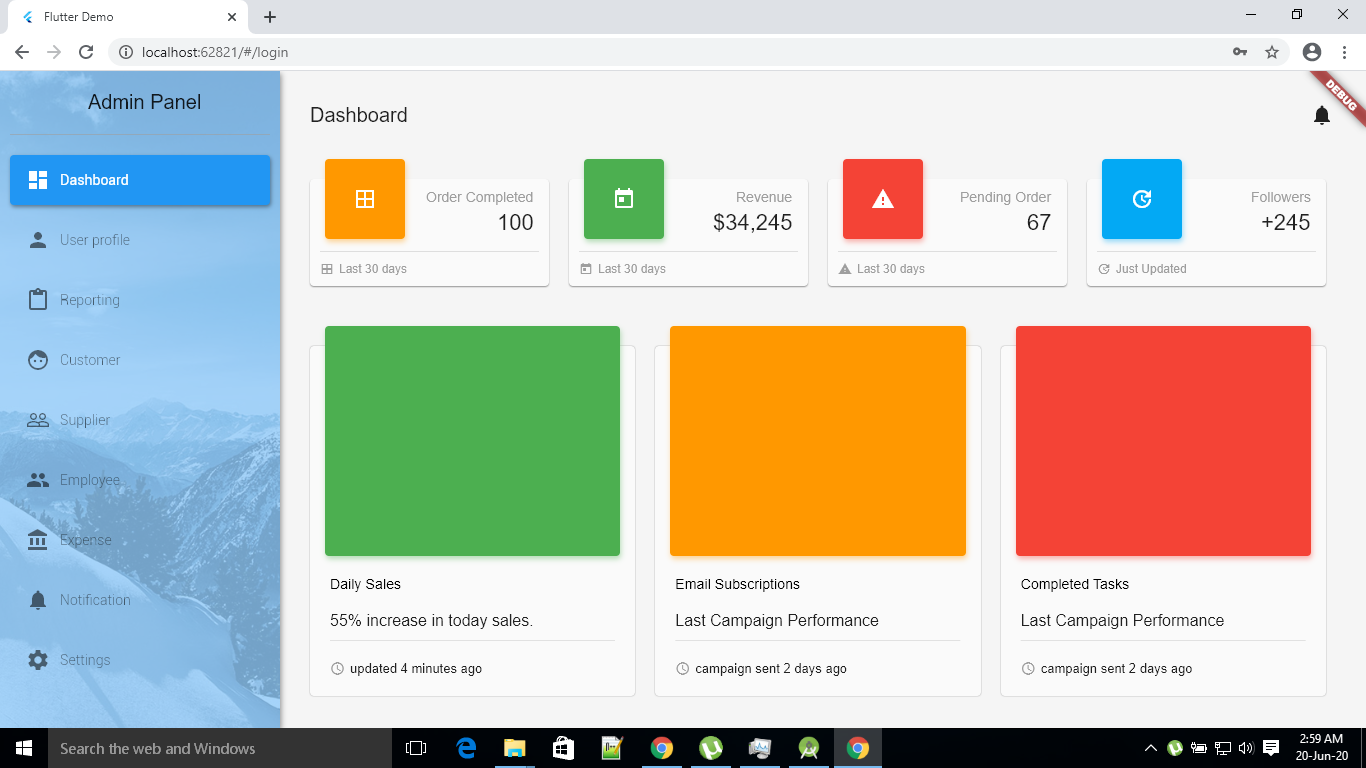 Flutter Demo
localhost:62821/#/login
DEBUG
Admin Panel
Dashboard
User profile
Reporting
Customer
Supplier
Employee
Expense
Notification
Settings
Dashboard
Order Completed
100
Last 30 days
Revenue
$34,245
Last 30 days
Pending Order
67
Last 30 days
Followers
+245
Just Updated
Daily Sales
55% increase in today sales.
updated 4 minutes ago
Email Subscriptions
Last Campaign Performance
campaign sent 2 days ago
Completed Tasks
Last Campaign Performance
campaign sent 2 days ago
Search the web and Windows
2:59 AM
20-Jun-20